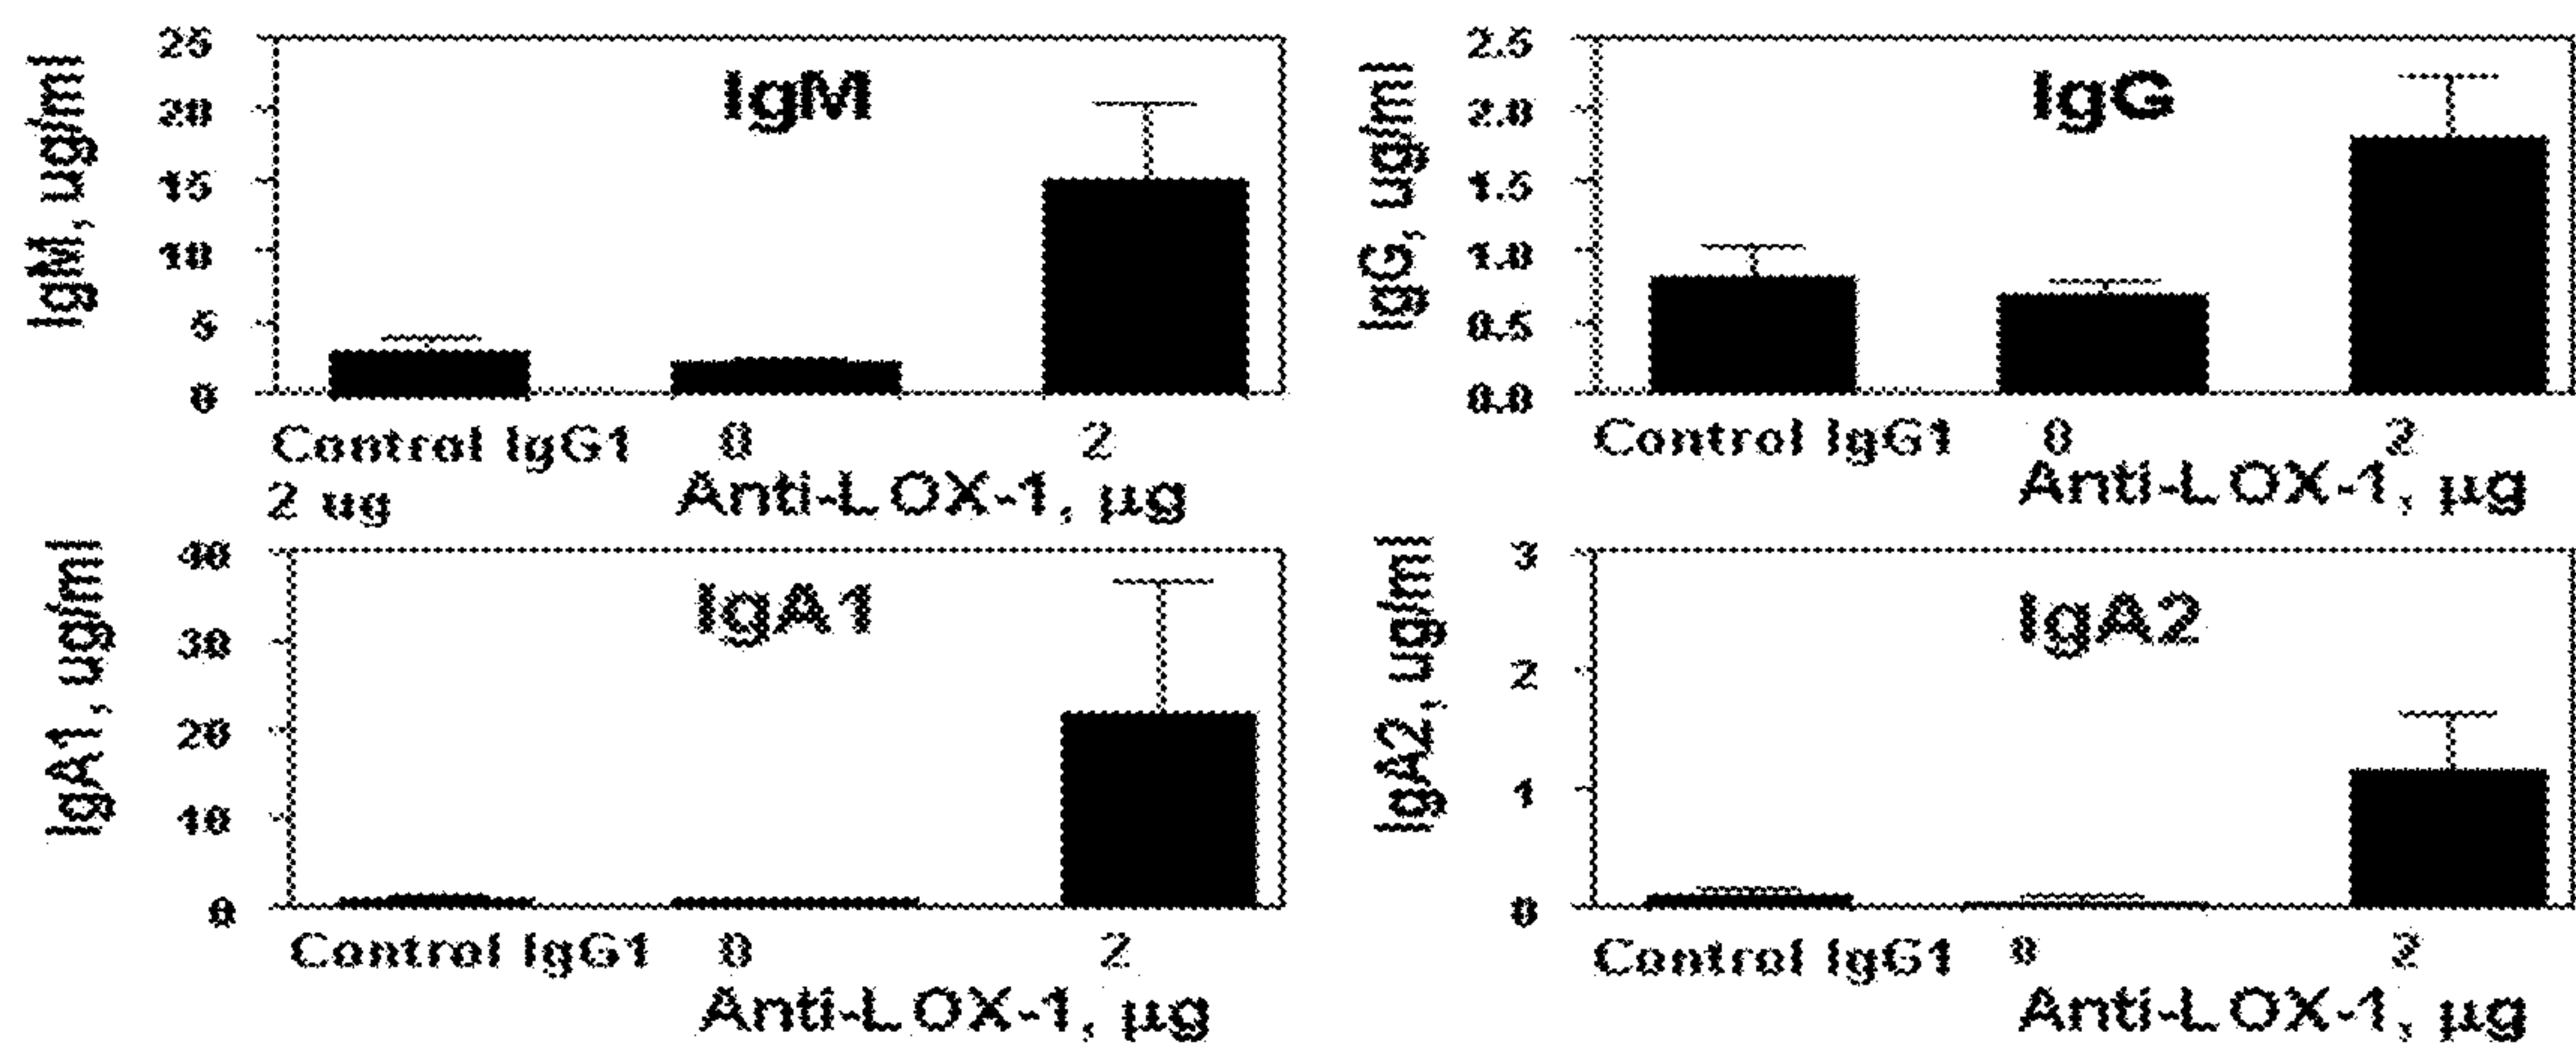 IgM, ug/ml
25
20
15
10
5
0
IgM
Control IgG1 0 2
2 ug Anti-LOX-1, µg
IgG, ug/ml
2.5
2.0
1.5
1.0
0.5
0.0
IgG
Control IgG1 0 2
Anti-LOX-1, µg
IgA1, ug/ml
40
30
20
10
0
IgA1
Control IgG1 0 2
Anti-LOX-1, µg
IgA2, ug/ml
3
2
1
0
IgA2
Control IgG1 0 2
Anti-LOX-1, µg